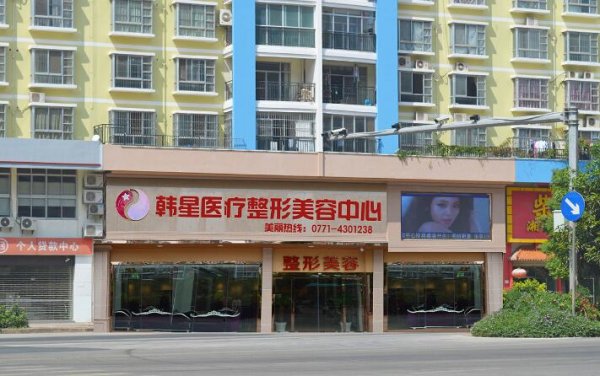 韩星医疗整形美容中心
美丽热线：0771-4301238
整形美容
个人贷款中心
柴